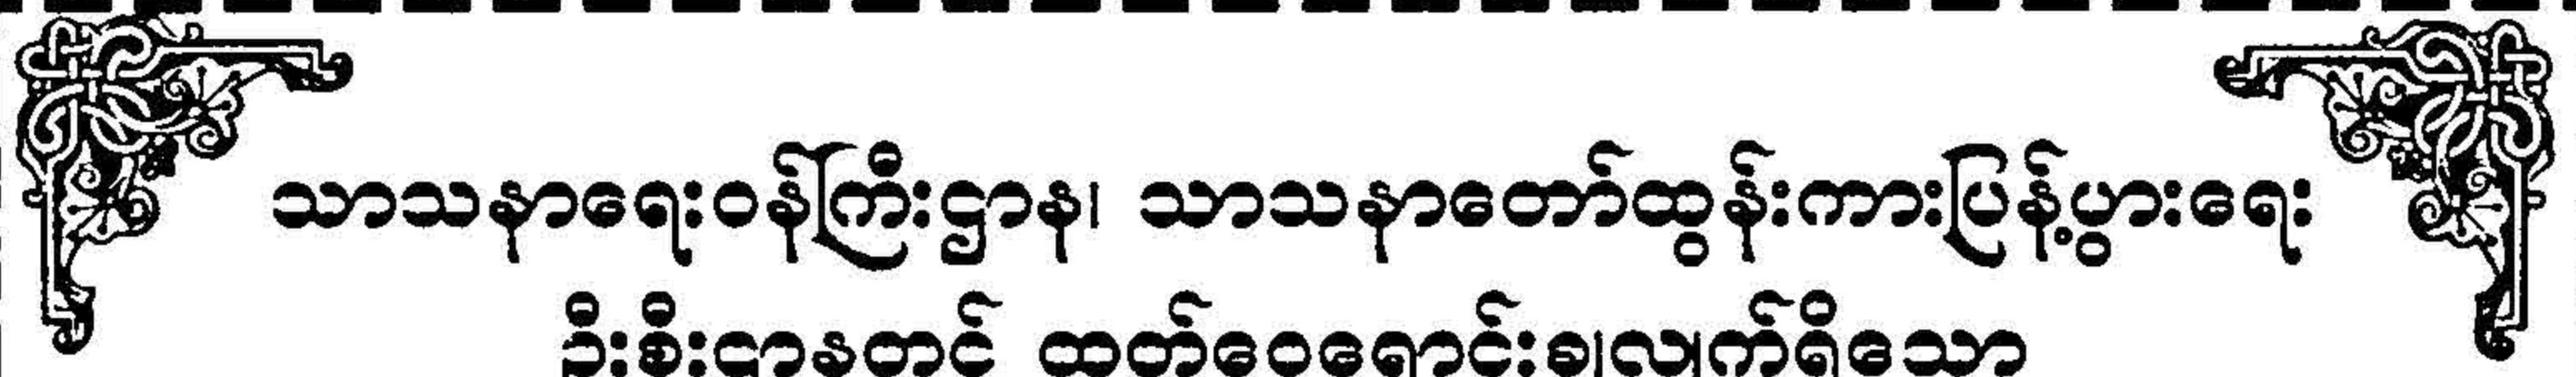 သာသနာရေးဝန်ကြီးဌာန၊ သာသနာတော်ထွန်းကားပြန့်ပွားရေး
ဦးစီးဌာနတွင် ထုတ်ဝေရောင်းချလျက်ရှိသော